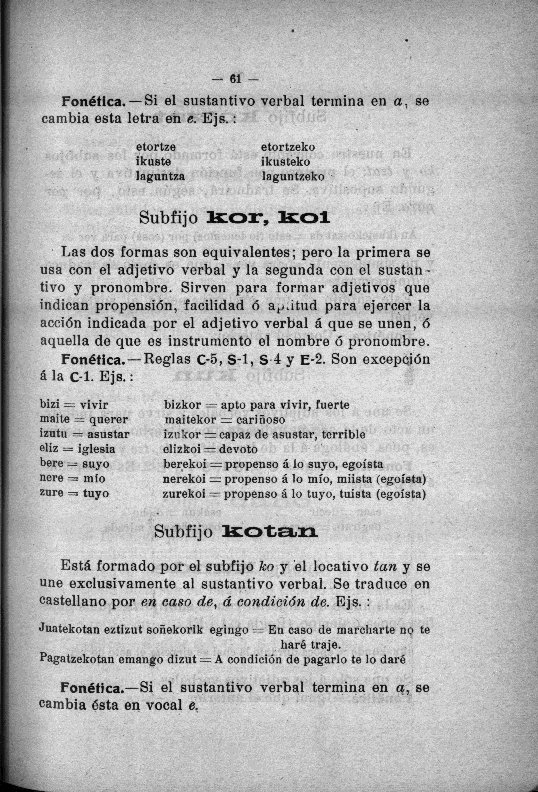 — 61 —
Fonética.—Si el sustantivo verbal termina en a, se
cambia esta letra en e. Ejs.:
etortze etortzeko
ikuste ikusteko
laguntza laguntzeko
Subfijo kor, koi
Las dos formas son equivalentes; pero la primera se
usa con el adjetivo verbal y la segunda con el sustan-
tivo y pronombre. Sirven para formar adjetivos que
indican propensión, facilidad ó aptitud para ejercer la
acción indicada por el adjetivo verbal á que se unen, ó
aquella de que es instrumento el nombre ó pronombre.
Fonética.—Reglas C-5, S-1, S-4 y E-2. Son excepción
á la C-1. Ejs.:
bizi = vivir bizkor = apto para vivir, fuerte
maite = querer maitekor = cariñoso
izutu = asustar izukor = capaz de asustar, terrible
eliz = iglesia elizkoi = devoto
bere = suyo berekoi = propenso á lo suyo, egoísta
nere = mío nerekoi = propenso á lo mío, miista (egoísta)
zure = tuyo zurekoi = propenso á lo tuyo, tuista (egoísta)
Subfijo kotan
Está formado por el subfijo ko y el locativo tan y se
une exclusivamente al sustantivo verbal. Se traduce en
castellano por en caso de, á condición de. Ejs.:
Juatekotan eztizut soñekorik egingo = En caso de marcharte no te
haré traje.
Pagatzekotan emango dizut = A condición de pagarlo te lo daré
Fonética.—Si el sustantivo verbal termina en a, se
cambia ésta en vocal e.